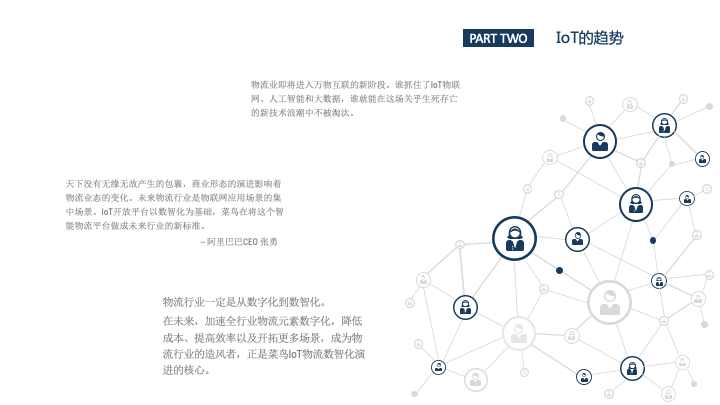 PART TWO IoT的趋势
物流业即将进入万物互联的新阶段。谁抓住了IoT物联
网、人工智能和大数据，谁就能在这场关乎生死存亡
的新技术浪潮中不被淘汰。
天下没有无缘无故产生的包裹，商业形态的演进影响着
物流业态的变化。未来物流行业是物联网应用场景的集
中场景。IoT开放平台以数智化为基础，菜鸟在将这个智
能物流平台做成未来行业的新标准。
–阿里巴巴CEO 张勇
物流行业一定是从数字化到数智化。
在未来，加速全行业物流元素数字化，降低
成本、提高效率以及开拓更多场景，成为物
流行业的造风者，正是菜鸟IoT物流数智化演
进的核心。